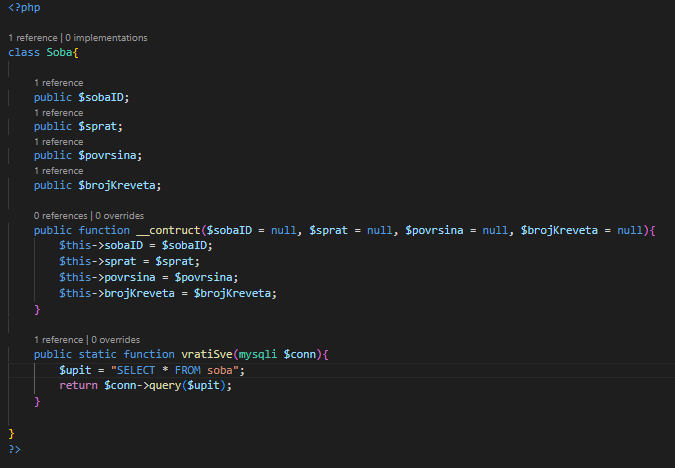 <?php
1 reference | 0 implementations
class Soba{
1 reference
public $sobaID;
1 reference
public $sprat;
1 reference
public $povrsina;
1 reference
public $brojKreveta;
0 references | 0 overrides
public function __contruct($sobaID = null, $sprat = null, $povrsina = null, $brojKreveta = null){
$this->sobaID = $sobaID;
$this->sprat = $sprat;
$this->povrsina = $povrsina;
$this->brojKreveta = $brojKreveta;
}
1 reference | 0 overrides
public static function vratiSve(mysqli $conn){
$upit = "SELECT * FROM soba";
return $conn->query($upit);
}
}
?>